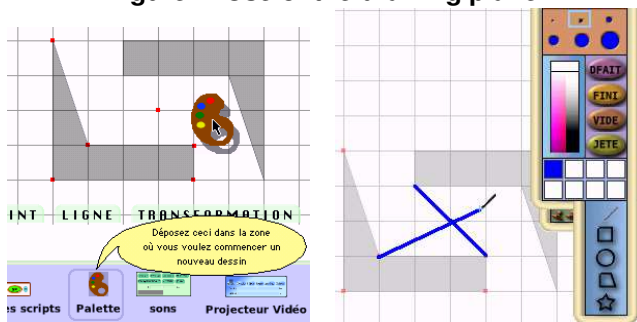 INT LIGNE TRANSFORMATION
Déposez ceci dans la zone
où vous voulez commencer un
nouveau dessin
es scripts Palette sons Projecteur Vidéo
DFAIT
FINI
VIDE
JETE